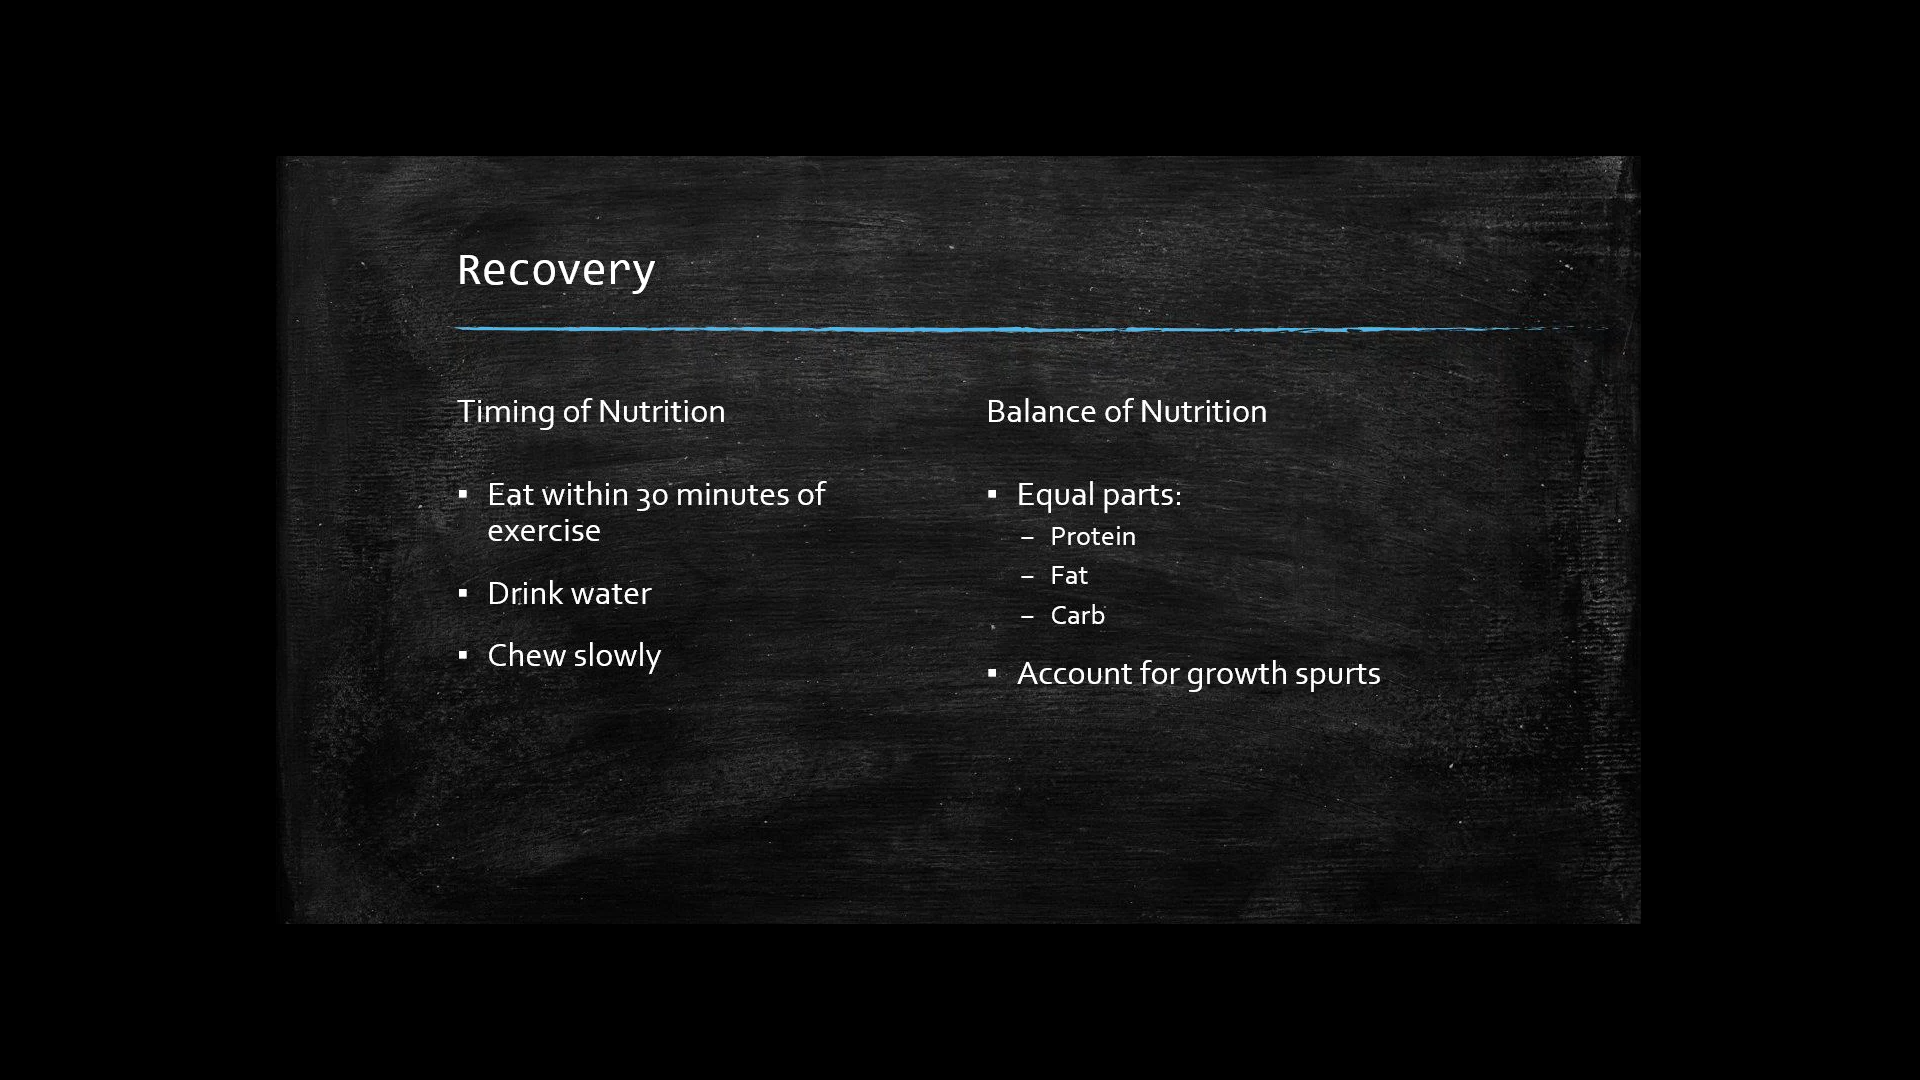 Recovery
Timing of Nutrition
▪ Eat within 30 minutes of
exercise
▪ Drink water
▪ Chew slowly
Balance of Nutrition
▪ Equal parts:
– Protein
– Fat
– Carb
▪ Account for growth spurts